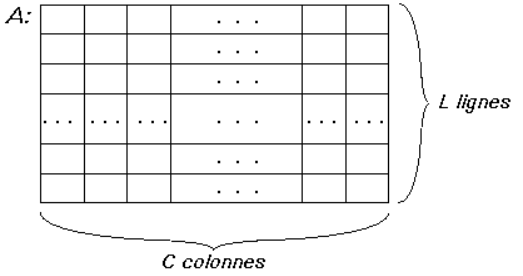 A: . . .
. . .
. . .
. . . . . . . . . . . . . . . . . .
. . .
. . .
L lignes
C colonnes